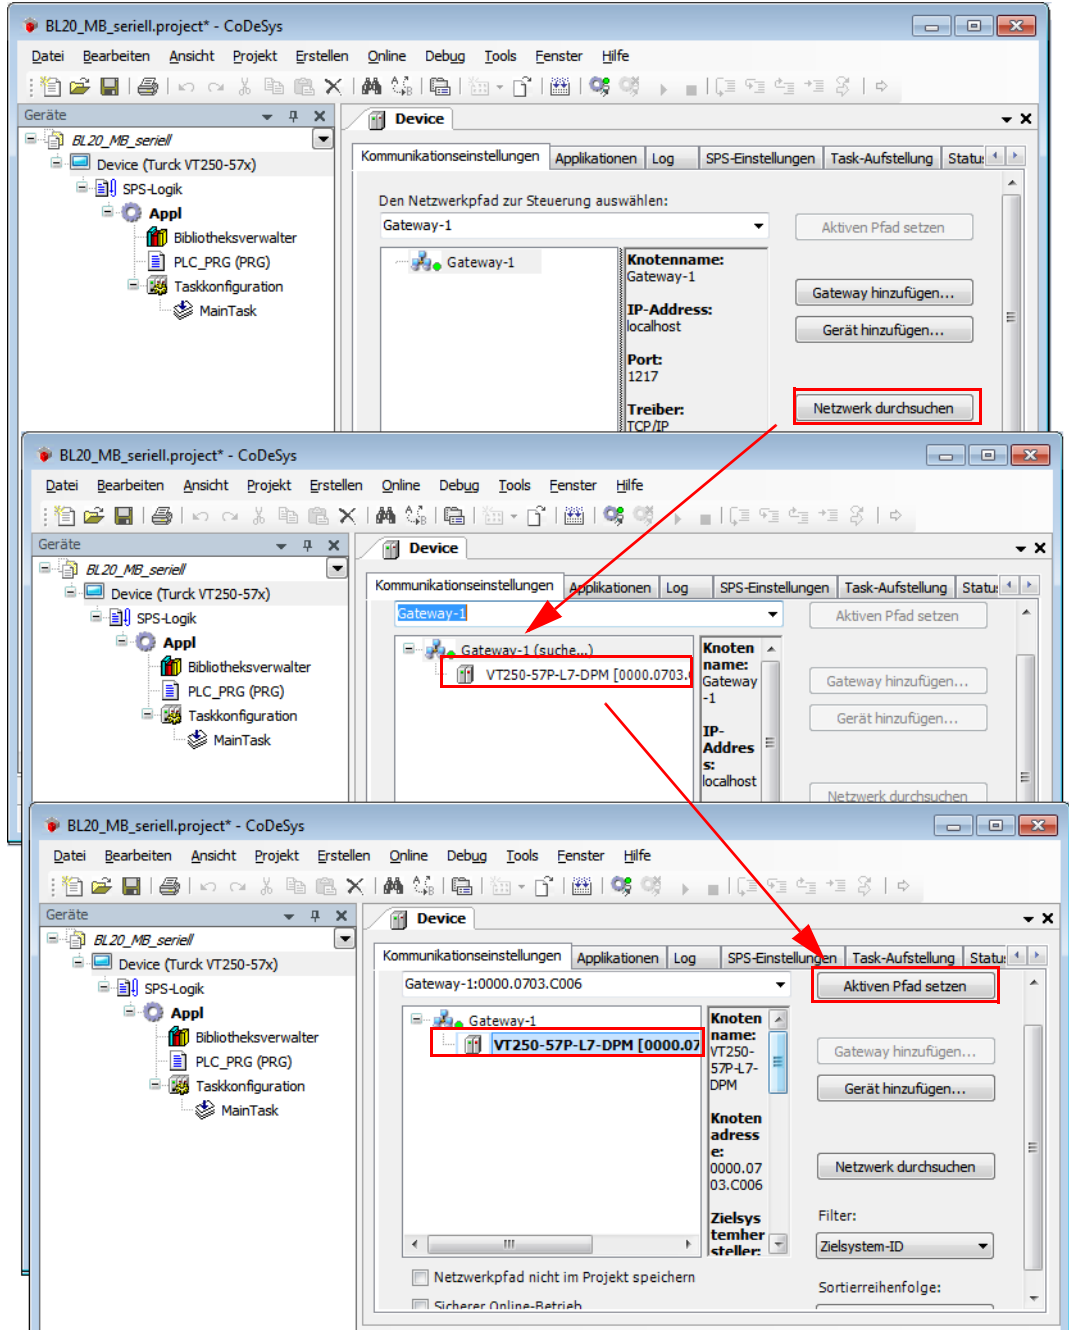 BL20_MB_seriell.project* - CoDeSys
Datei Bearbeiten Ansicht Projekt Erstellen Online Debug Tools Fenster Hilfe
Geräte
Device
BL20_MB_seriell
Device (Turck VT250-57x)
SPS-Logik
Appl
Bibliotheksverwalter
PLC_PRG (PRG)
Taskkonfiguration
MainTask
Kommunikationseinstellungen Applikationen Log SPS-Einstellungen Task-Aufstellung Status
Den Netzwerkpfad zur Steuerung auswählen:
Gateway-1
Aktiven Pfad setzen
Gateway-1
Knotenname:
Gateway-1
IP-Address:
localhost
Port:
1217
Treiber:
TCP/IP
Gateway hinzufügen...
Gerät hinzufügen...
Netzwerk durchsuchen
BL20_MB_seriell.project* - CoDeSys
Datei Bearbeiten Ansicht Projekt Erstellen Online Debug Tools Fenster Hilfe
Geräte
Device
BL20_MB_seriell
Device (Turck VT250-57x)
SPS-Logik
Appl
Bibliotheksverwalter
PLC_PRG (PRG)
Taskkonfiguration
MainTask
Kommunikationseinstellungen Applikationen Log SPS-Einstellungen Task-Aufstellung Status
Gateway-1
Aktiven Pfad setzen
Gateway-1 (suche...)
VT250-57P-L7-DPM [0000.0703.
Knoten
name:
Gateway
-1
IP-
Addres
s:
localhost
Gateway hinzufügen...
Gerät hinzufügen...
Netzwerk durchsuchen
BL20_MB_seriell.project* - CoDeSys
Datei Bearbeiten Ansicht Projekt Erstellen Online Debug Tools Fenster Hilfe
Geräte
Device
BL20_MB_seriell
Device (Turck VT250-57x)
SPS-Logik
Appl
Bibliotheksverwalter
PLC_PRG (PRG)
Taskkonfiguration
MainTask
Kommunikationseinstellungen Applikationen Log SPS-Einstellungen Task-Aufstellung Status
Gateway-1:0000.0703.C006
Aktiven Pfad setzen
Gateway-1
VT250-57P-L7-DPM [0000.07
Knoten
name:
VT250-
57P-L7-
DPM
Knoten
adress
e:
0000.07
03.C006
Zielsys
temher
steller:
Gateway hinzufügen...
Gerät hinzufügen...
Netzwerk durchsuchen
Filter:
Zielsystem-ID
Sortierreihenfolge:
Netzwerkpfad nicht im Projekt speichern
Sicherer Online-Betrieb